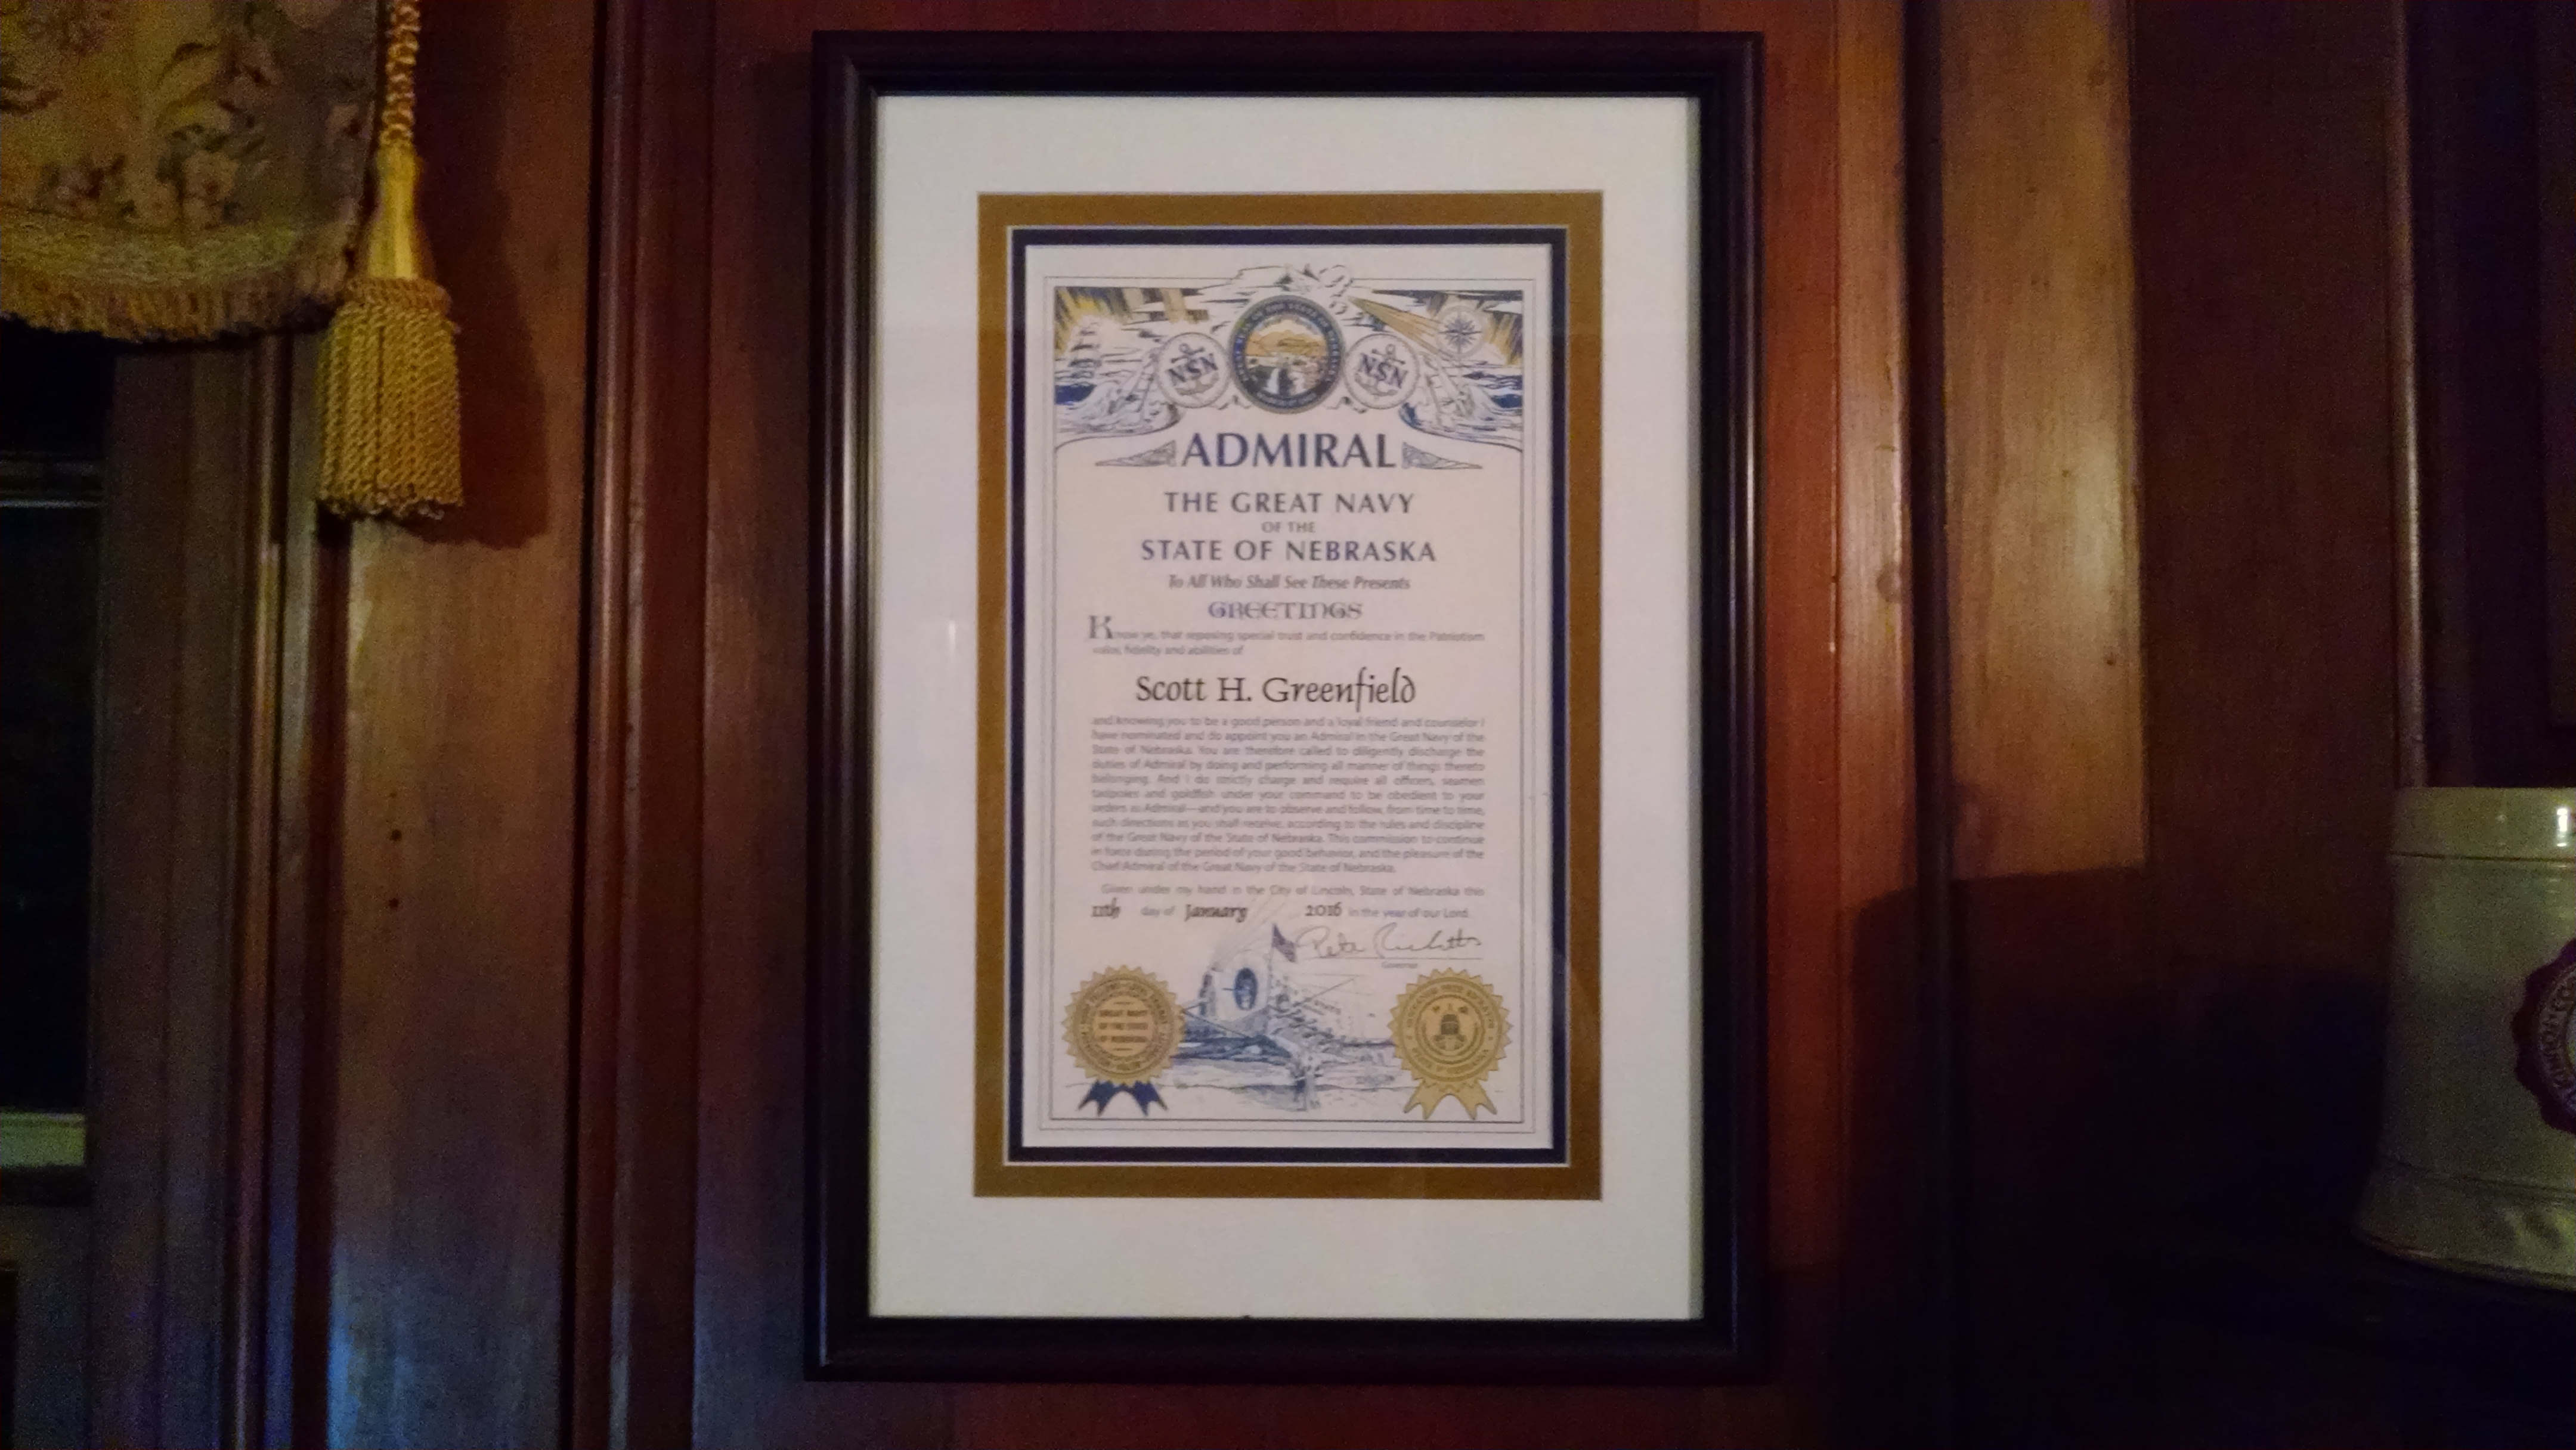 NSN
NSN
ADMIRAL
THE GREAT NAVY
OF THE
STATE OF NEBRASKA
To All Who Shall See These Presents
GREETINGS
Know ye, that reposing special trust and confidence in the Patriotism
valor, fidelity and abilities of
Scott H. Greenfield
and knowing you to be a good person and a loyal friend and counselor I
have nominated and do appoint you an Admiral in the Great Navy of the
State of Nebraska. You are therefore called to diligently discharge the
duties of Admiral by doing and performing all manner of things thereto
belonging. And I do strictly charge and require all officers, seamen
tadpoles and goldfish under your command to be obedient to your
orders as Admiral—and you are to observe and follow, from time to time,
such directions as you shall receive, according to the rules and discipline
of the Great Navy of the State of Nebraska. This commission to continue
in force during the period of your good behavior, and the pleasure of the
Chief Admiral of the Great Navy of the State of Nebraska.
Given under my hand in the City of Lincoln, State of Nebraska this
11th day of January 2016 in the year of our Lord.
Pete Ricketts
Governor
GREAT NAVY
OF THE STATE
OF NEBRASKA